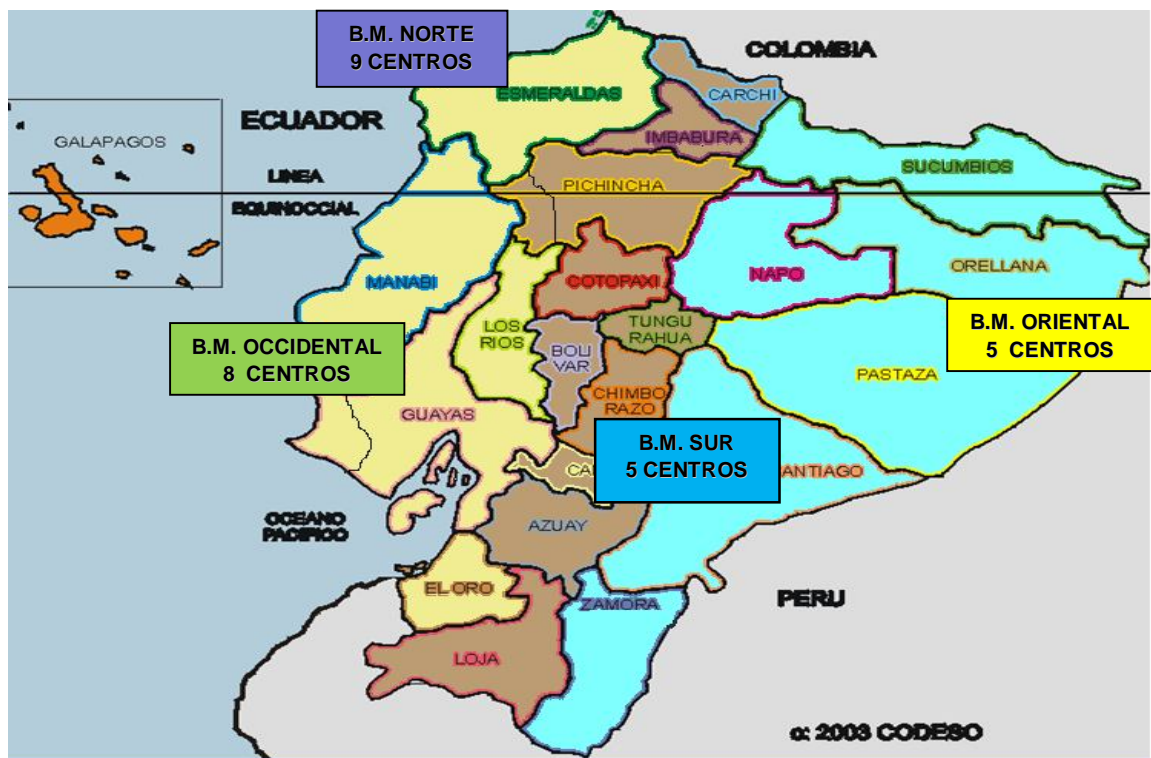 B.M. NORTE
9 CENTROS
COLOMBIA
ESMERALDAS
CARCHI
ECUADOR
IMBABURA
GALAPAGOS
SUCUMBIOS
LINEA
PICHINCHA
EQUINOCCIAL
MANABI
COTOPAXI
NAPO
ORELLANA
B.M. OCCIDENTAL
8 CENTROS
LOS
RIOS
TUNGU
RAHUA
BOLI
VAR
B.M. ORIENTAL
5 CENTROS
PASTAZA
GUAYAS
CHIMBO
RAZO
B.M. SUR
5 CENTROS
CA
ANTIAGO
OCEANO
PACIFICO
AZUAY
EL ORO
ZAMORA
PERU
LOJA
α: 2003 CODESO